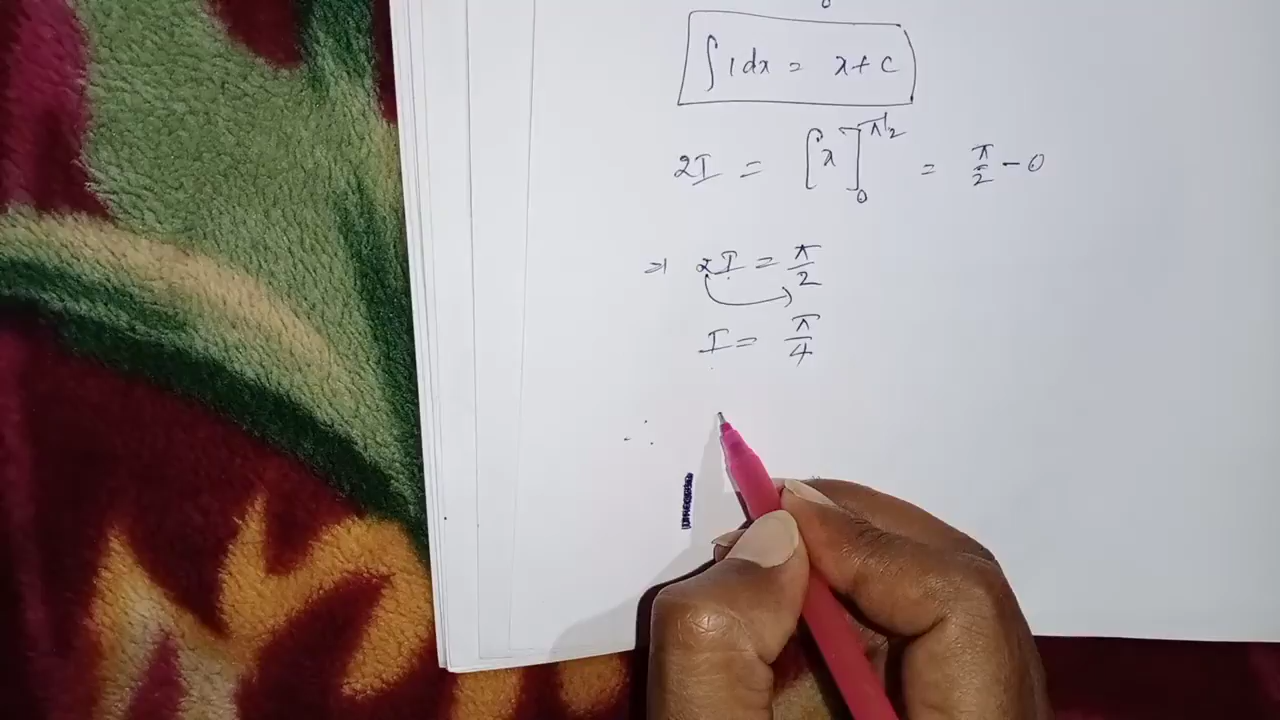 ∫1dx = x + c
2I = [x]₀^π/2 = π/2 - 0
⇒ 2I = π/2
I = π/4
∴